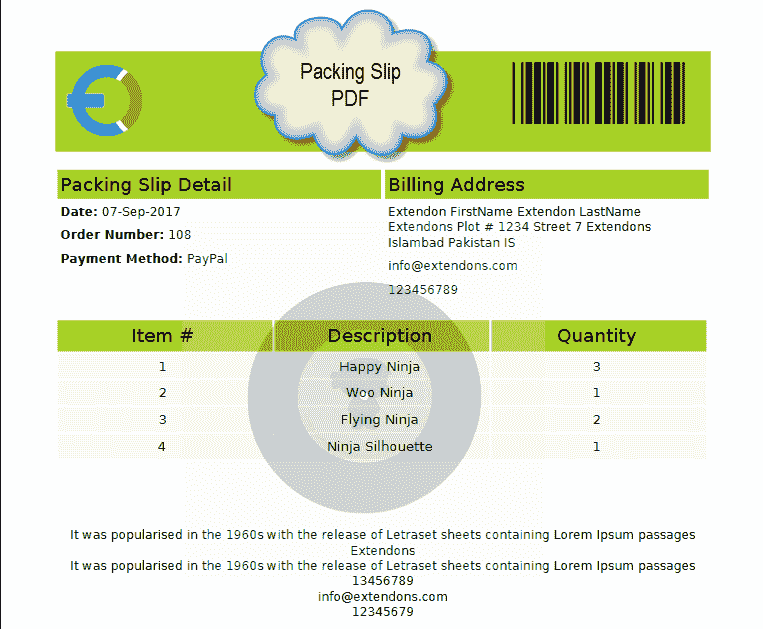 Packing Slip
PDF
Packing Slip Detail
Date: 07-Sep-2017
Order Number: 108
Payment Method: PayPal
Billing Address
Extendon FirstName Extendon LastName
Extendons Plot # 1234 Street 7 Extendons
Islambad Pakistan IS
info@extendons.com
123456789
Item # Description Quantity
1 Happy Ninja 3
2 Woo Ninja 1
3 Flying Ninja 2
4 Ninja Silhouette 1
It was popularised in the 1960s with the release of Letraset sheets containing Lorem Ipsum passages
Extendons
It was popularised in the 1960s with the release of Letraset sheets containing Lorem Ipsum passages
13456789
info@extendons.com
12345679